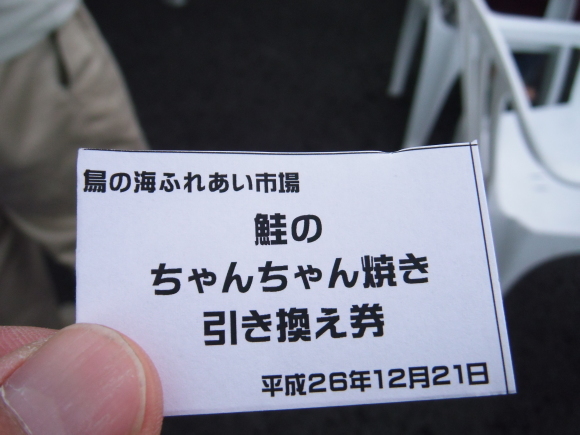 鳥の海ふれあい市場
鮭の
ちゃんちゃん焼き
引き換え券
平成26年12月21日